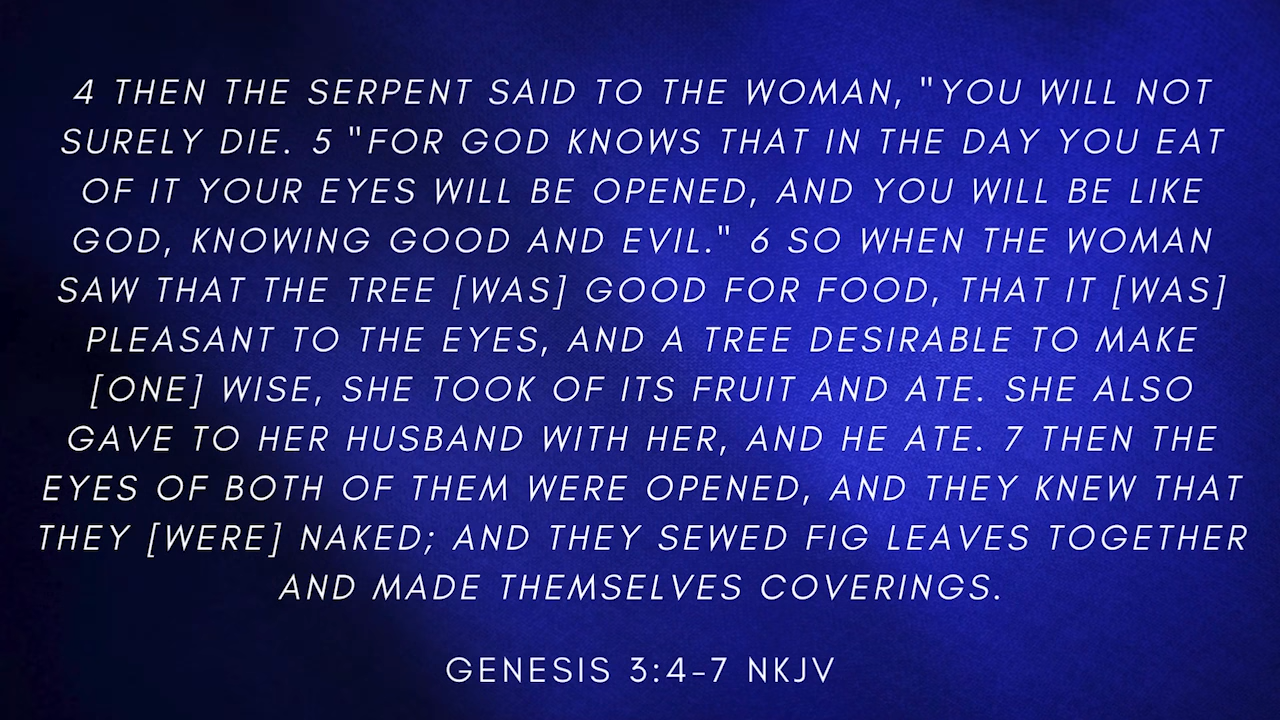 4 THEN THE SERPENT SAID TO THE WOMAN, "YOU WILL NOT
SURELY DIE. 5 "FOR GOD KNOWS THAT IN THE DAY YOU EAT
OF IT YOUR EYES WILL BE OPENED, AND YOU WILL BE LIKE
GOD, KNOWING GOOD AND EVIL." 6 SO WHEN THE WOMAN
SAW THAT THE TREE [WAS] GOOD FOR FOOD, THAT IT [WAS]
PLEASANT TO THE EYES, AND A TREE DESIRABLE TO MAKE
[ONE] WISE, SHE TOOK OF ITS FRUIT AND ATE. SHE ALSO
GAVE TO HER HUSBAND WITH HER, AND HE ATE. 7 THEN THE
EYES OF BOTH OF THEM WERE OPENED, AND THEY KNEW THAT
THEY [WERE] NAKED; AND THEY SEWED FIG LEAVES TOGETHER
AND MADE THEMSELVES COVERINGS.
GENESIS 3:4-7 NKJV